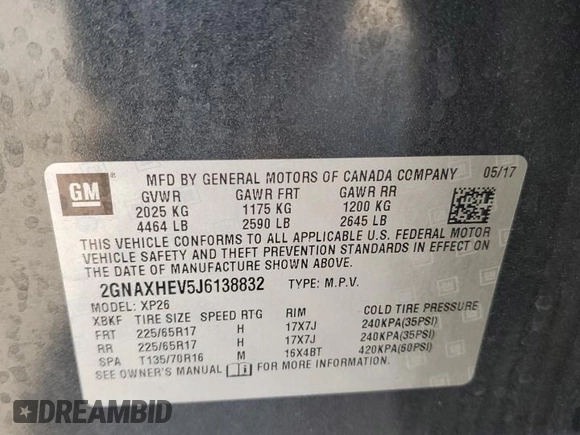 GM
MFD BY GENERAL MOTORS OF CANADA COMPANY 05/17
GVWR GAWR FRT GAWR RR
2025 KG 1175 KG 1200 KG
4464 LB 2590 LB 2645 LB
THIS VEHICLE CONFORMS TO ALL APPLICABLE U.S. FEDERAL MOTOR
VEHICLE SAFETY AND THEFT PREVENTION STANDARDS IN EFFECT ON
THE DATE OF MANUFACTURE SHOWN ABOVE.
2GNAXHEV5J6138832 TYPE: M.P.V.
MODEL: XP26
XBKF TIRE SIZE SPEED RTG RIM COLD TIRE PRESSURE
FRT 225/65R17 H 17X7J 240KPA(35PSI)
RR 225/65R17 H 17X7J 240KPA(35PSI)
SPA T135/70R16 M 16X4BT 420KPA(60PSI)
SEE OWNER'S MANUAL FOR MORE INFORMATION.
DREAMBID